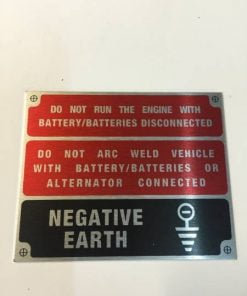 DO NOT RUN THE ENGINE WITH
BATTERY/BATTERIES DISCONNECTED
DO NOT ARC WELD VEHICLE
WITH BATTERY/BATTERIES OR
ALTERNATOR CONNECTED
NEGATIVE
EARTH